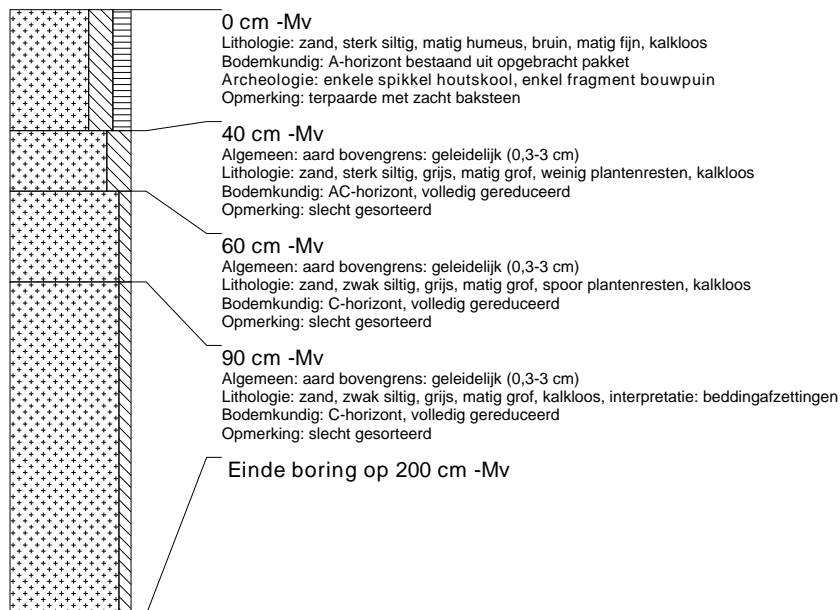 0 cm -Mv
Lithologie: zand, sterk siltig, matig humeus, bruin, matig fijn, kalkloos
Bodemkundig: A-horizont bestaand uit opgebracht pakket
Archeologie: enkele spikkel houtskool, enkel fragment bouwpuin
Opmerking: terpaarde met zacht baksteen
40 cm -Mv
Algemeen: aard bovengrens: geleidelijk (0,3-3 cm)
Lithologie: zand, sterk siltig, grijs, matig grof, weinig plantenresten, kalkloos
Bodemkundig: AC-horizont, volledig gereduceerd
Opmerking: slecht gesorteerd
60 cm -Mv
Algemeen: aard bovengrens: geleidelijk (0,3-3 cm)
Lithologie: zand, zwak siltig, grijs, matig grof, spoor plantenresten, kalkloos
Bodemkundig: C-horizont, volledig gereduceerd
Opmerking: slecht gesorteerd
90 cm -Mv
Algemeen: aard bovengrens: geleidelijk (0,3-3 cm)
Lithologie: zand, zwak siltig, grijs, matig grof, kalkloos, interpretatie: beddingafzettingen
Bodemkundig: C-horizont, volledig gereduceerd
Opmerking: slecht gesorteerd
Einde boring op 200 cm -Mv